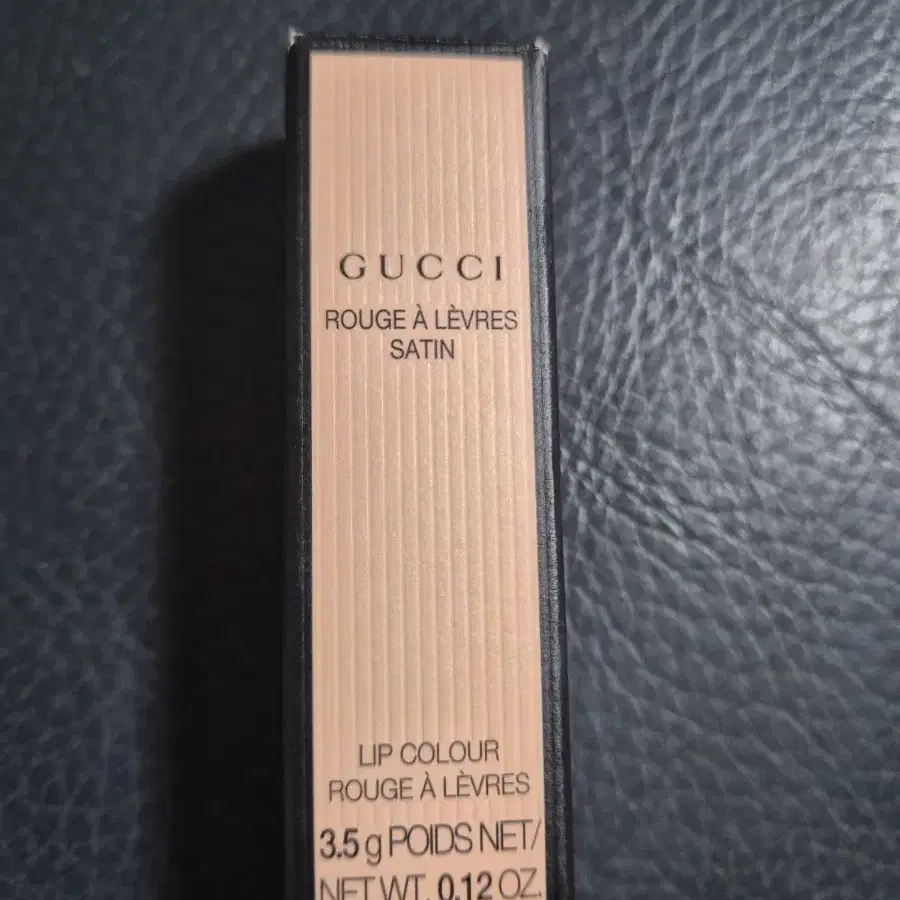 GUCCI
ROUGE À LÈVRES
SATIN
LIP COLOUR
ROUGE À LÈVRES
3.5 g POIDS NET/
NET WT. 0.12 OZ.